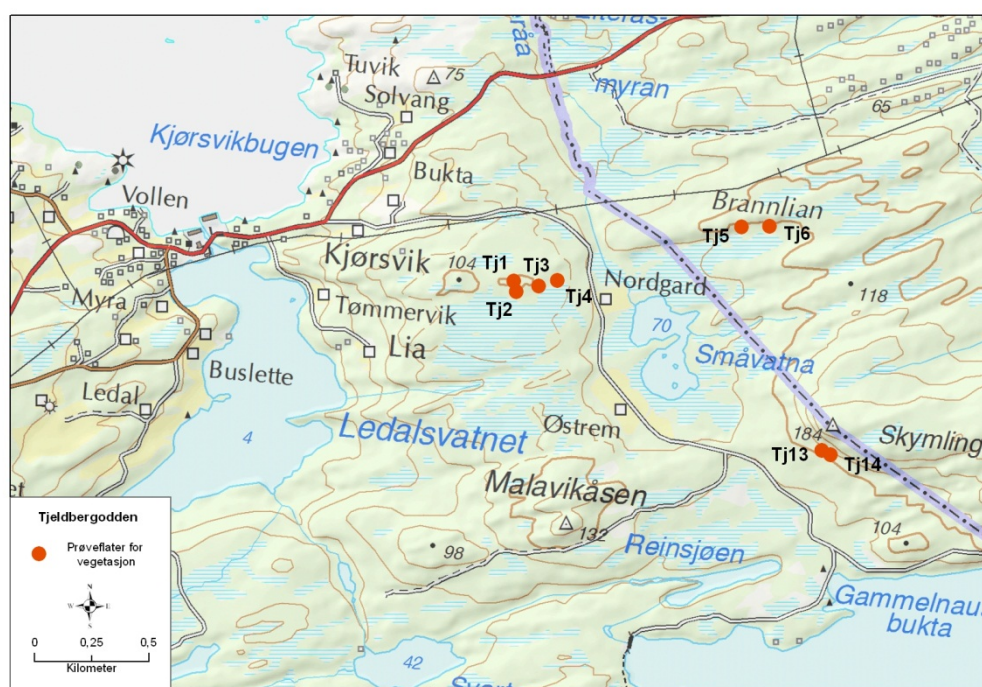 Tuvik
75
Solvang
myran
65
Kjørsvikbugen
Bukta
Vollen
Brannlian
Tj5
Tj6
Kjørsvik
104
Tj1
Tj3
Tj2
Tj4
Nordgard
118
Myra
Tømmervik
70
Lia
Småvatna
Buslette
Ledal
4
Ledalsvatnet
Østrem
184
Skymling
Tj13
Tj14
Malavikåsen
132
98
104
Reinsjøen
Gammelnaus-
bukta
42
Tjeldbergodden
Prøveflater for
vegetasjon
N
W E
S
0 0,25 0,5
Kilometer